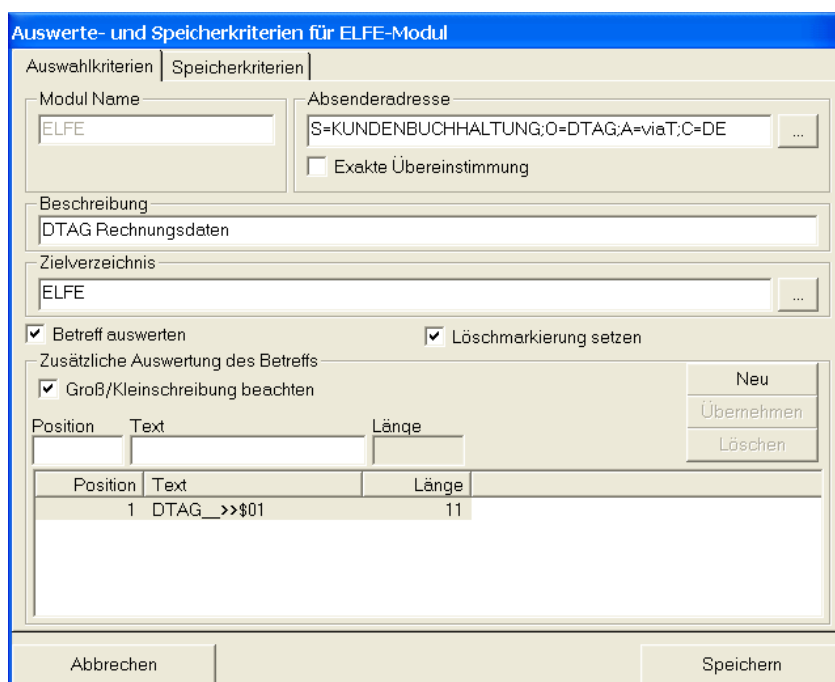 Auswerte- und Speicherkriterien für ELFE-Modul
Auswahlkriterien Speicherkriterien
Modul Name Absenderadresse
ELFE S=KUNDENBUCHHALTUNG;O=DTAG;A=viaT;C=DE ...
Exakte Übereinstimmung
Beschreibung
DTAG Rechnungsdaten
Zielverzeichnis
ELFE ...
Betreff auswerten Löschmarkierung setzen
Zusätzliche Auswertung des Betreffs
Neu
Groß/Kleinschreibung beachten
Übernehmen
Position Text Länge
Löschen
Position Text Länge
1 DTAG__>>$01 11
Abbrechen Speichern